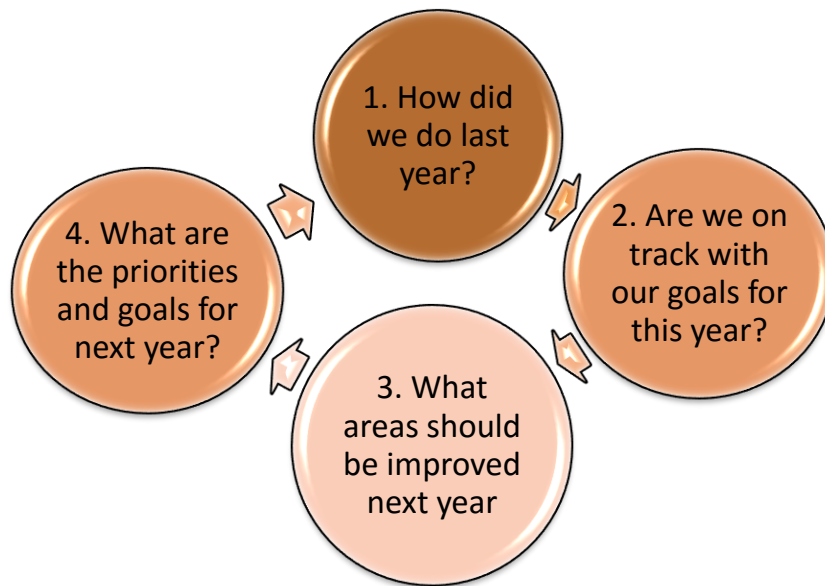 1. How did
we do last
year?
2. Are we on
track with
our goals for
this year?
3. What
areas should
be improved
next year
4. What are
the priorities
and goals for
next year?